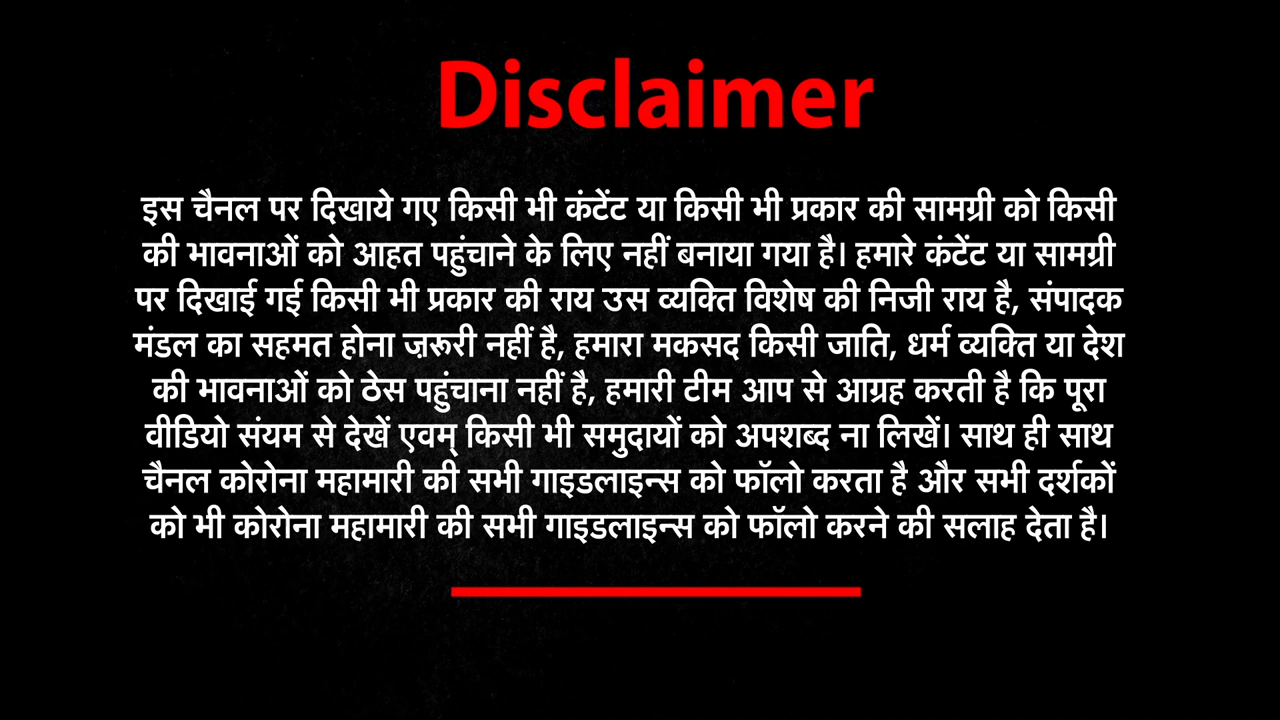 Disclaimer
इस चैनल पर दिखाये गए किसी भी कंटेंट या किसी भी प्रकार की सामग्री को किसी
की भावनाओं को आहत पहुंचाने के लिए नहीं बनाया गया है। हमारे कंटेंट या सामग्री
पर दिखाई गई किसी भी प्रकार की राय उस व्यक्ति विशेष की निजी राय है, संपादक
मंडल का सहमत होना ज़रूरी नहीं है, हमारा मकसद किसी जाति, धर्म व्यक्ति या देश
की भावनाओं को ठेस पहुंचाना नहीं है, हमारी टीम आप से आग्रह करती है कि पूरा
वीडियो संयम से देखें एवम् किसी भी समुदायों को अपशब्द ना लिखें। साथ ही साथ
चैनल कोरोना महामारी की सभी गाइडलाइन्स को फॉलो करता है और सभी दर्शकों
को भी कोरोना महामारी की सभी गाइडलाइन्स को फॉलो करने की सलाह देता है।